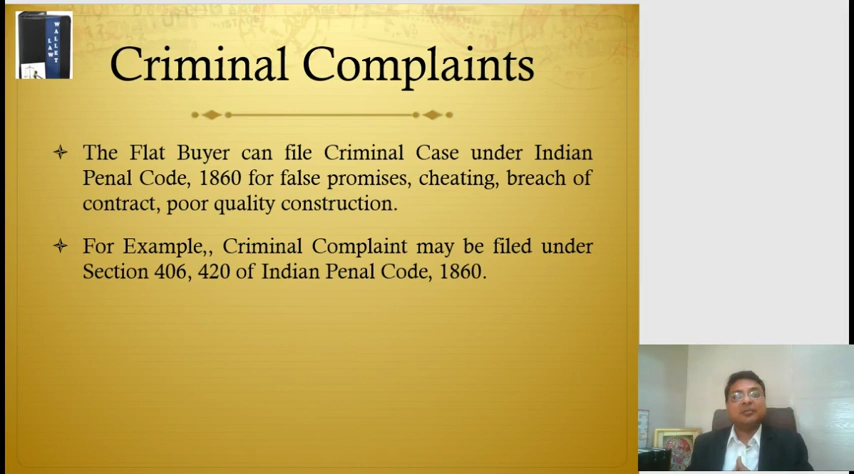 LAW
WALLET
Criminal Complaints
The Flat Buyer can file Criminal Case under Indian
Penal Code, 1860 for false promises, cheating, breach of
contract, poor quality construction.
For Example,, Criminal Complaint may be filed under
Section 406, 420 of Indian Penal Code, 1860.